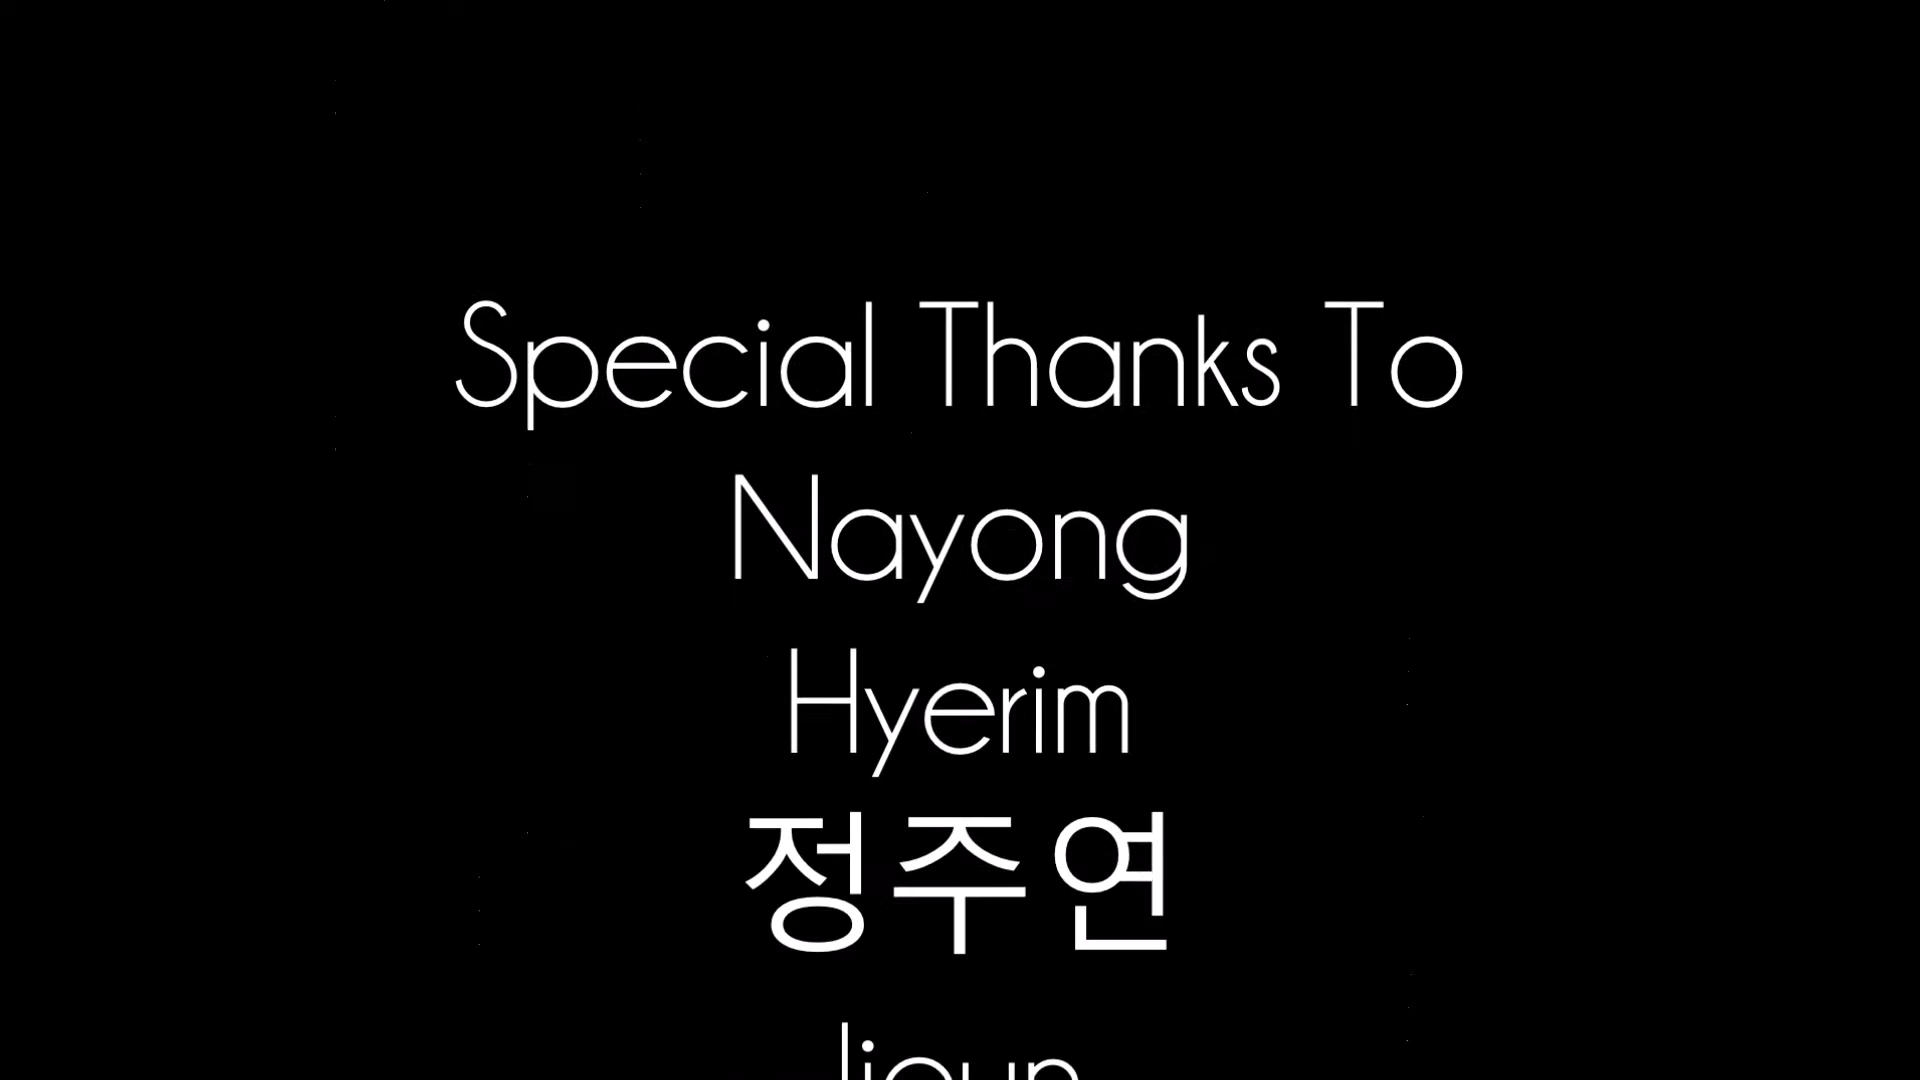 Special Thanks To
Nayong
Hyerim
정주연